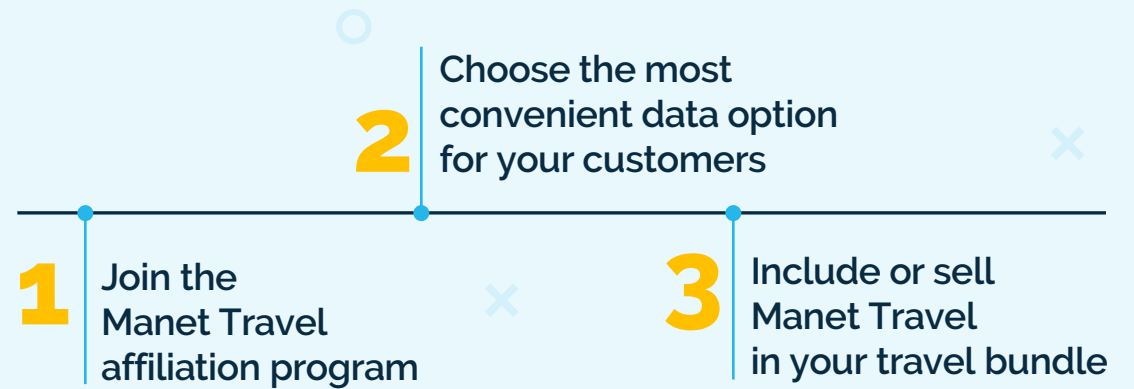 1
Join the
Manet Travel
affiliation program
2
Choose the most
convenient data option
for your customers
3
Include or sell
Manet Travel
in your travel bundle